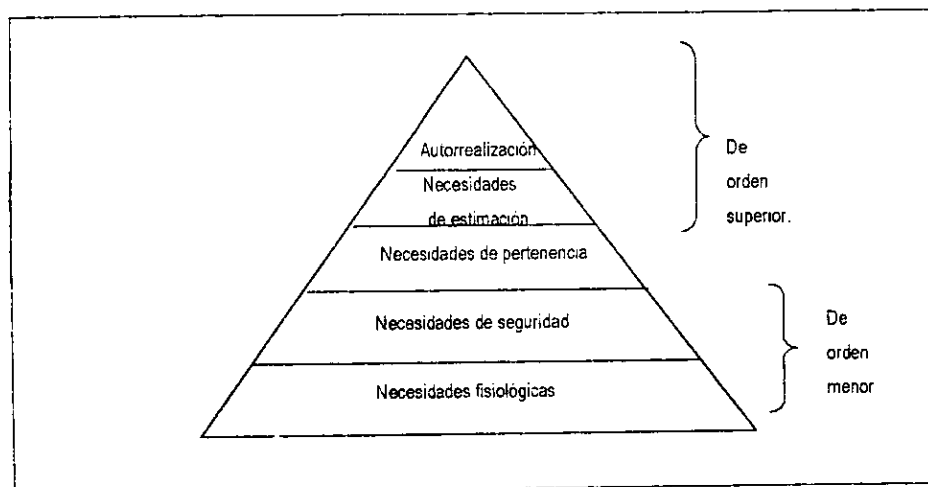 Autorrealización
Necesidades
de estimación
Necesidades de pertenencia
Necesidades de seguridad
Necesidades fisiológicas
De
orden
superior.
De
orden
menor